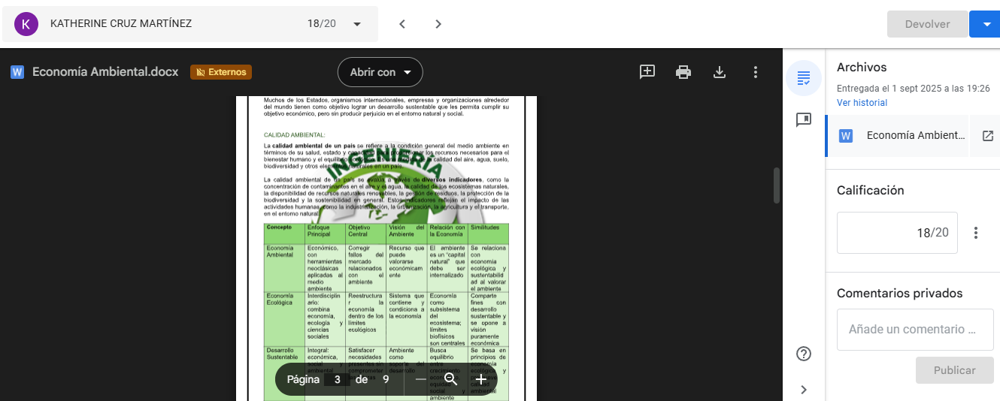 K KATHERINE CRUZ MARTÍNEZ 18/20
Devolver
W Economía Ambiental.docx Externos
Abrir con
Muchos de los Estados, organismos internacionales, empresas y organizaciones alrededor
del mundo tienen como objetivo lograr un desarrollo sustentable que les permita cumplir su
objetivo económico, pero sin producir perjuicio en el entorno natural y social.
CALIDAD AMBIENTAL:
La calidad ambiental de un país se refiere a la condición general del medio ambiente en
términos de su salud, estado y capacidad para proporcionar los recursos necesarios para el
bienestar humano y el equilibrio ecológico. Es una medida de la calidad del aire, agua, suelo,
biodiversidad y otros elementos naturales en un país.
INGENIERÍA
La calidad ambiental de un país se evalúa a través de diversos indicadores, como la
concentración de contaminantes en el aire y el agua, la calidad de los ecosistemas naturales,
la disponibilidad de recursos naturales renovables, la gestión de residuos, la protección de la
biodiversidad y la sostenibilidad en general. Estos indicadores reflejan el impacto de las
actividades humanas, como la industrialización, la urbanización, la agricultura y el transporte,
en el entorno natural.
Concepto
Enfoque
Principal
Objetivo
Central
Visión del
Ambiente
Relación con
la Economía
Similitudes
Economía
Ambiental
Económico,
con
herramientas
neoclásicas
aplicadas al
medio
ambiente
Corregir
fallos del
mercado
relacionados
con el
ambiente
Recurso que
puede
valorarse
económicam
ente
El ambiente
es un "capital
natural" que
debe ser
internalizado
Se relaciona
con
economía
ecológica y
sustentabilid
ad al valorar
el ambiente
Economía
Ecológica
Interdisciplin
ario:
combina
economía,
ecología y
ciencias
sociales
Reestructura
r la
economía
dentro de los
límites
ecológicos
Sistema que
contiene y
condiciona a
la economía
Economía
como
subsistema
del
ecosistema;
límites
biofísicos
son centrales
Comparte
fines con
desarrollo
sustentable y
se opone a
visión
puramente
económica
Desarrollo
Sustentable
Integral:
económica,
social y
ambiental
Satisfacer
necesidades
presentes sin
comprometer
Ambiente
como
soporte del
desarrollo
Busca
equilibrio
entre
crecimiento
equidad
social y
ambiente
Se basa en
principios de
economía
ecológica y
calidad
ambiental
Página 3 de 9
Archivos
Entregada el 1 sept 2025 a las 19:26
Ver historial
W Economía Ambient...
Calificación
18/20
Comentarios privados
Añade un comentario ...
Publicar